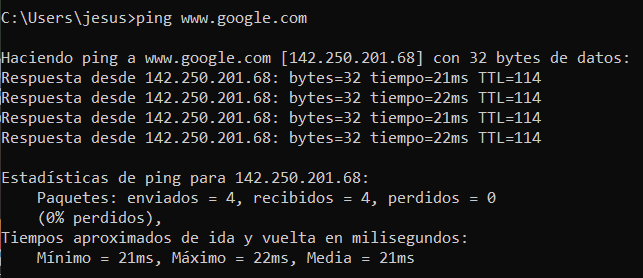 C:\Users\jesus>ping www.google.com
Haciendo ping a www.google.com [142.250.201.68] con 32 bytes de datos:
Respuesta desde 142.250.201.68: bytes=32 tiempo=21ms TTL=114
Respuesta desde 142.250.201.68: bytes=32 tiempo=22ms TTL=114
Respuesta desde 142.250.201.68: bytes=32 tiempo=21ms TTL=114
Respuesta desde 142.250.201.68: bytes=32 tiempo=22ms TTL=114
Estadísticas de ping para 142.250.201.68:
    Paquetes: enviados = 4, recibidos = 4, perdidos = 0
    (0% perdidos),
Tiempos aproximados de ida y vuelta en milisegundos:
    Mínimo = 21ms, Máximo = 22ms, Media = 21ms